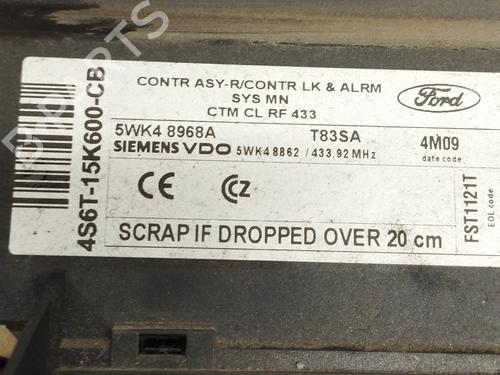 CONTR ASY-R/CONTR LK & ALRM
SYS MN
CTM CL RF 433
Ford
5WK4 8968A T83SA 4M09
SIEMENS VDO 5WK4 8862 / 433.92 MHz date code
CE CZ
SCRAP IF DROPPED OVER 20 cm
4S6T-15K600-CB
FST1121T
EOL code
PARTS